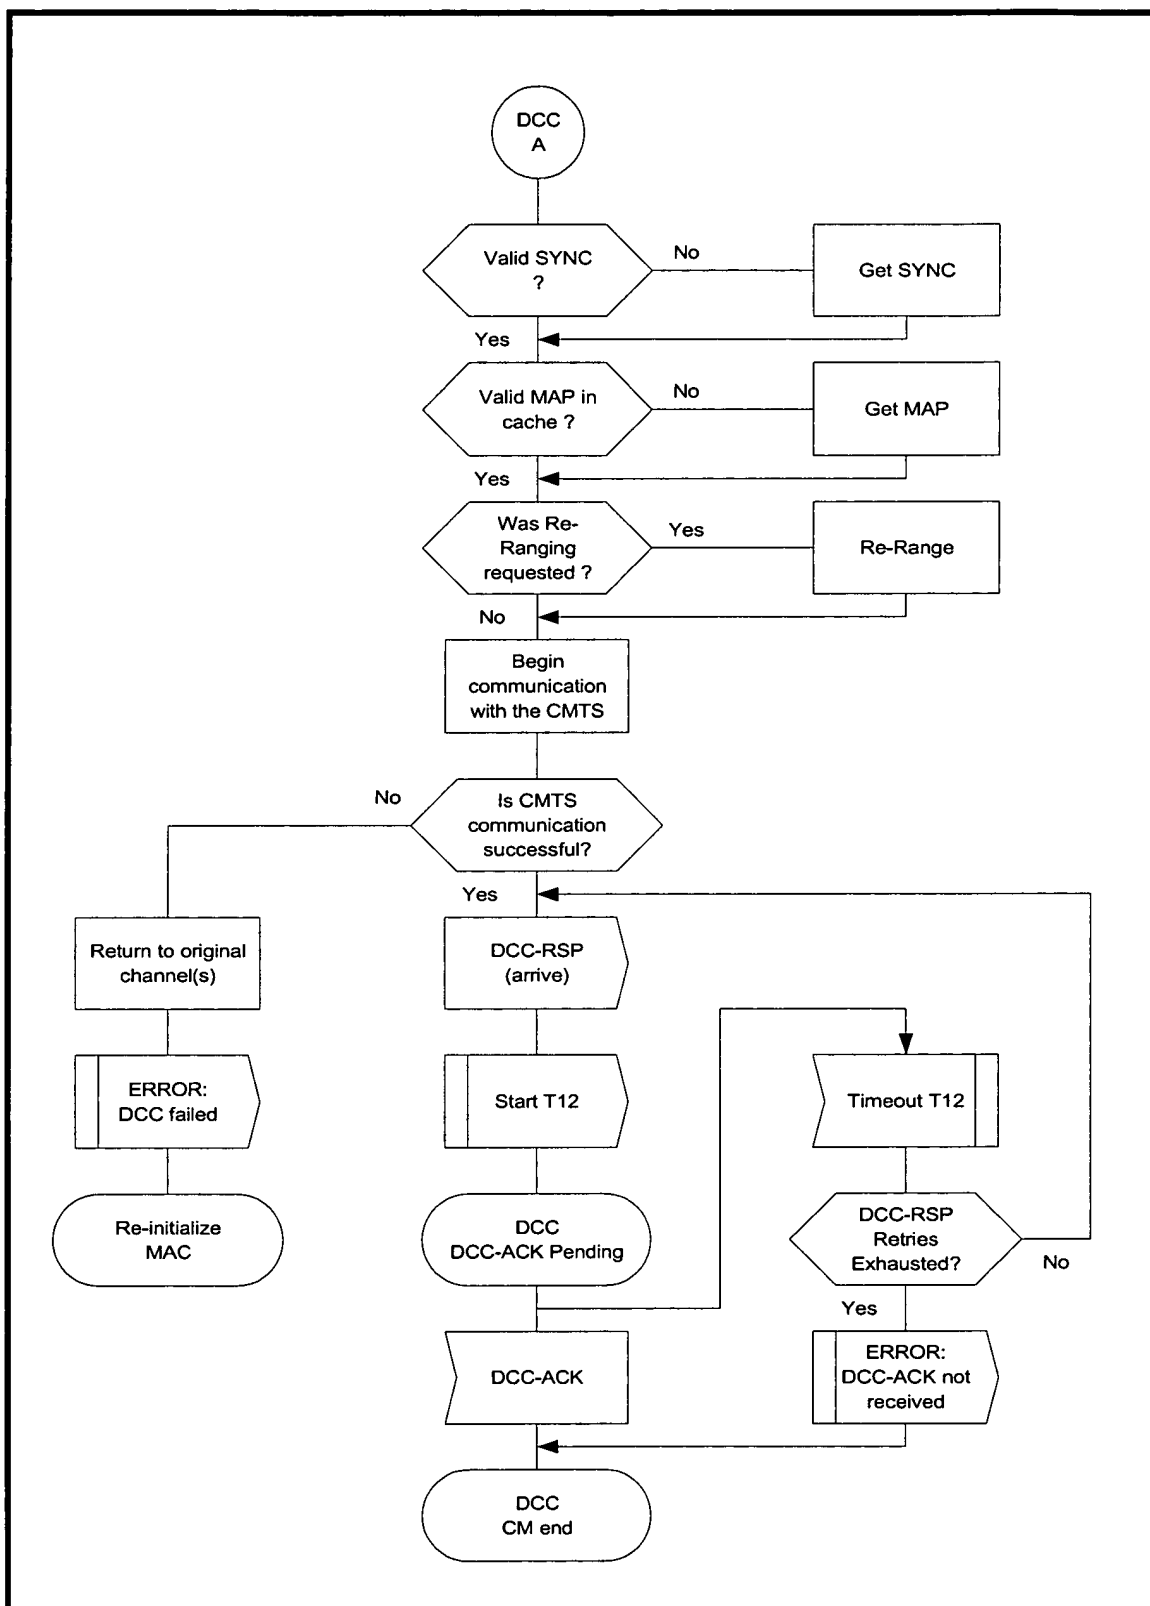 DCC
A
Valid SYNC
?
No
Get SYNC
Yes
Valid MAP in
cache ?
No
Get MAP
Yes
Was Re-
Ranging
requested ?
Yes
Re-Range
No
Begin
communication
with the CMTS
No
Is CMTS
communication
successful?
Yes
Return to original
channel(s)
DCC-RSP
(arrive)
ERROR:
DCC failed
Start T12
Timeout T12
Re-initialize
MAC
DCC
DCC-ACK Pending
DCC-RSP
Retries
Exhausted?
No
Yes
DCC-ACK
ERROR:
DCC-ACK not
received
DCC
CM end